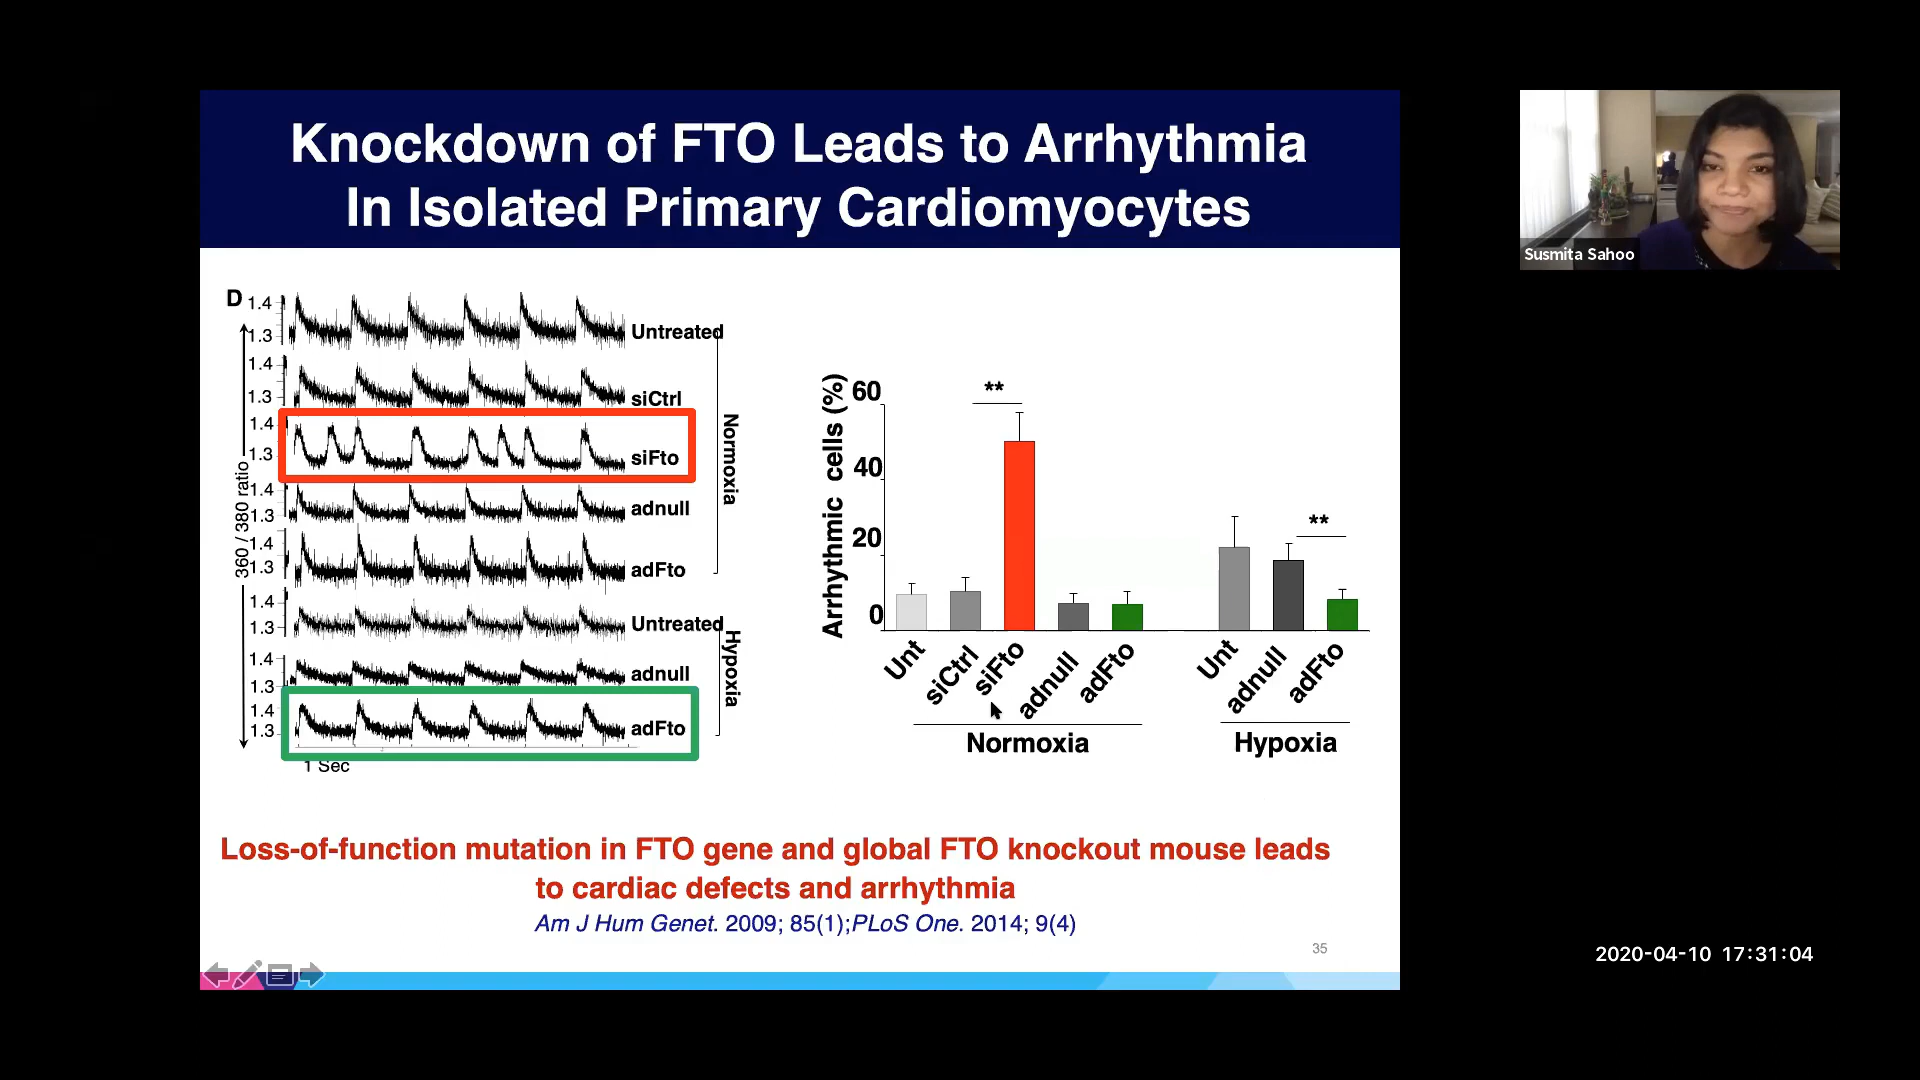 Knockdown of FTO Leads to Arrhythmia
In Isolated Primary Cardiomyocytes
Susmita Sahoo
D
1.4
1.3
Untreated
1.4
1.3
siCtrl
1.4
1.3
siFto
1.4
1.3
adnull
1.4
1.3
adFto
1.4
1.3
Untreated
1.4
1.3
adnull
1.4
1.3
adFto
360 / 380 ratio
Normoxia
Hypoxia
1 Sec
Arrhythmic cells (%)
60
40
20
0
**
**
Unt
siCtrl
siFto
adnull
adFto
Unt
adnull
adFto
Normoxia
Hypoxia
Loss-of-function mutation in FTO gene and global FTO knockout mouse leads
to cardiac defects and arrhythmia
Am J Hum Genet. 2009; 85(1);PLoS One. 2014; 9(4)
35
2020-04-10 17:31:04